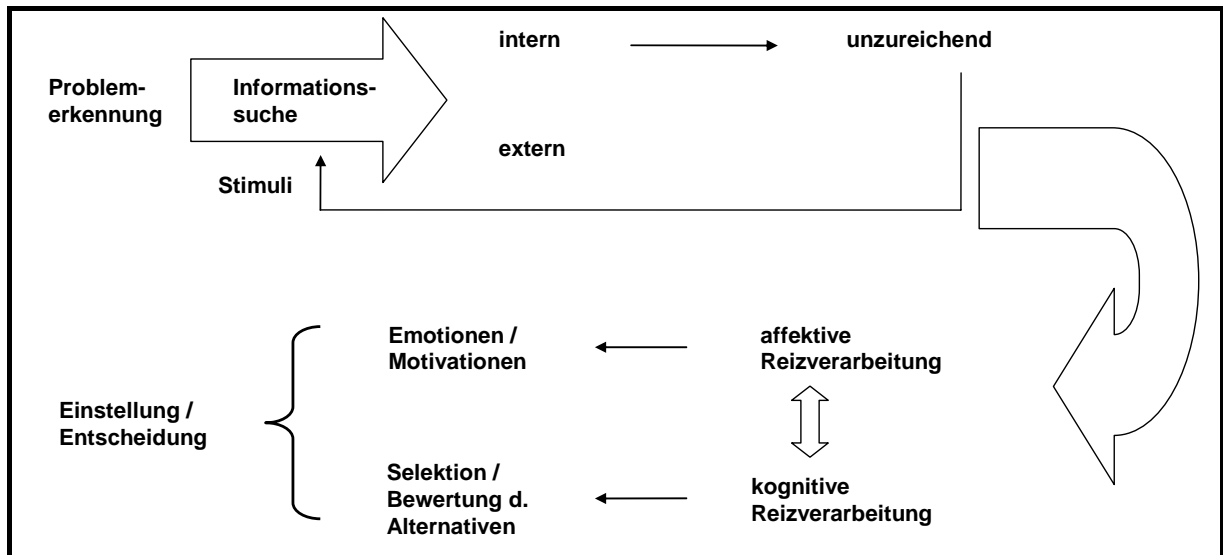 intern
unzureichend
Problem-
erkennung
Informations-
suche
extern
Stimuli
Emotionen /
Motivationen
affektive
Reizverarbeitung
Einstellung /
Entscheidung
Selektion /
Bewertung d.
Alternativen
kognitive
Reizverarbeitung